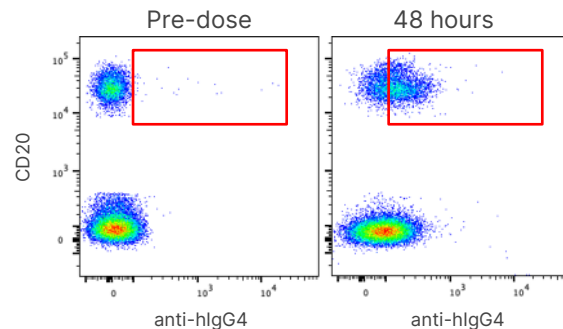 Pre-dose 48 hours
10⁵
10⁴
10³
0
CD20
0 10³ 10⁴ 0 10³ 10⁴
anti-hIgG4 anti-hIgG4